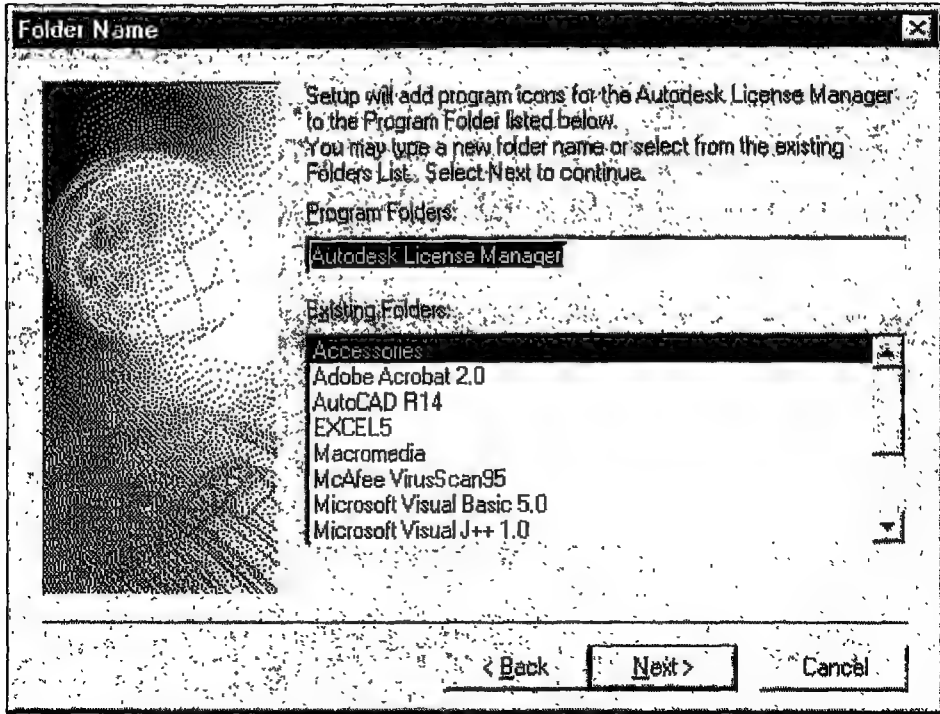 Folder Name
Setup will add program icons for the Autodesk License Manager
to the Program Folder listed below.
You may type a new folder name or select from the existing
Folders List. Select Next to continue.
Program Folders:
Autodesk License Manager
Existing Folders:
Accessories
Adobe Acrobat 2.0
AutoCAD R14
EXCEL5
Macromedia
McAfee VirusScan95
Microsoft Visual Basic 5.0
Microsoft Visual J++ 1.0
< Back
Next >
Cancel